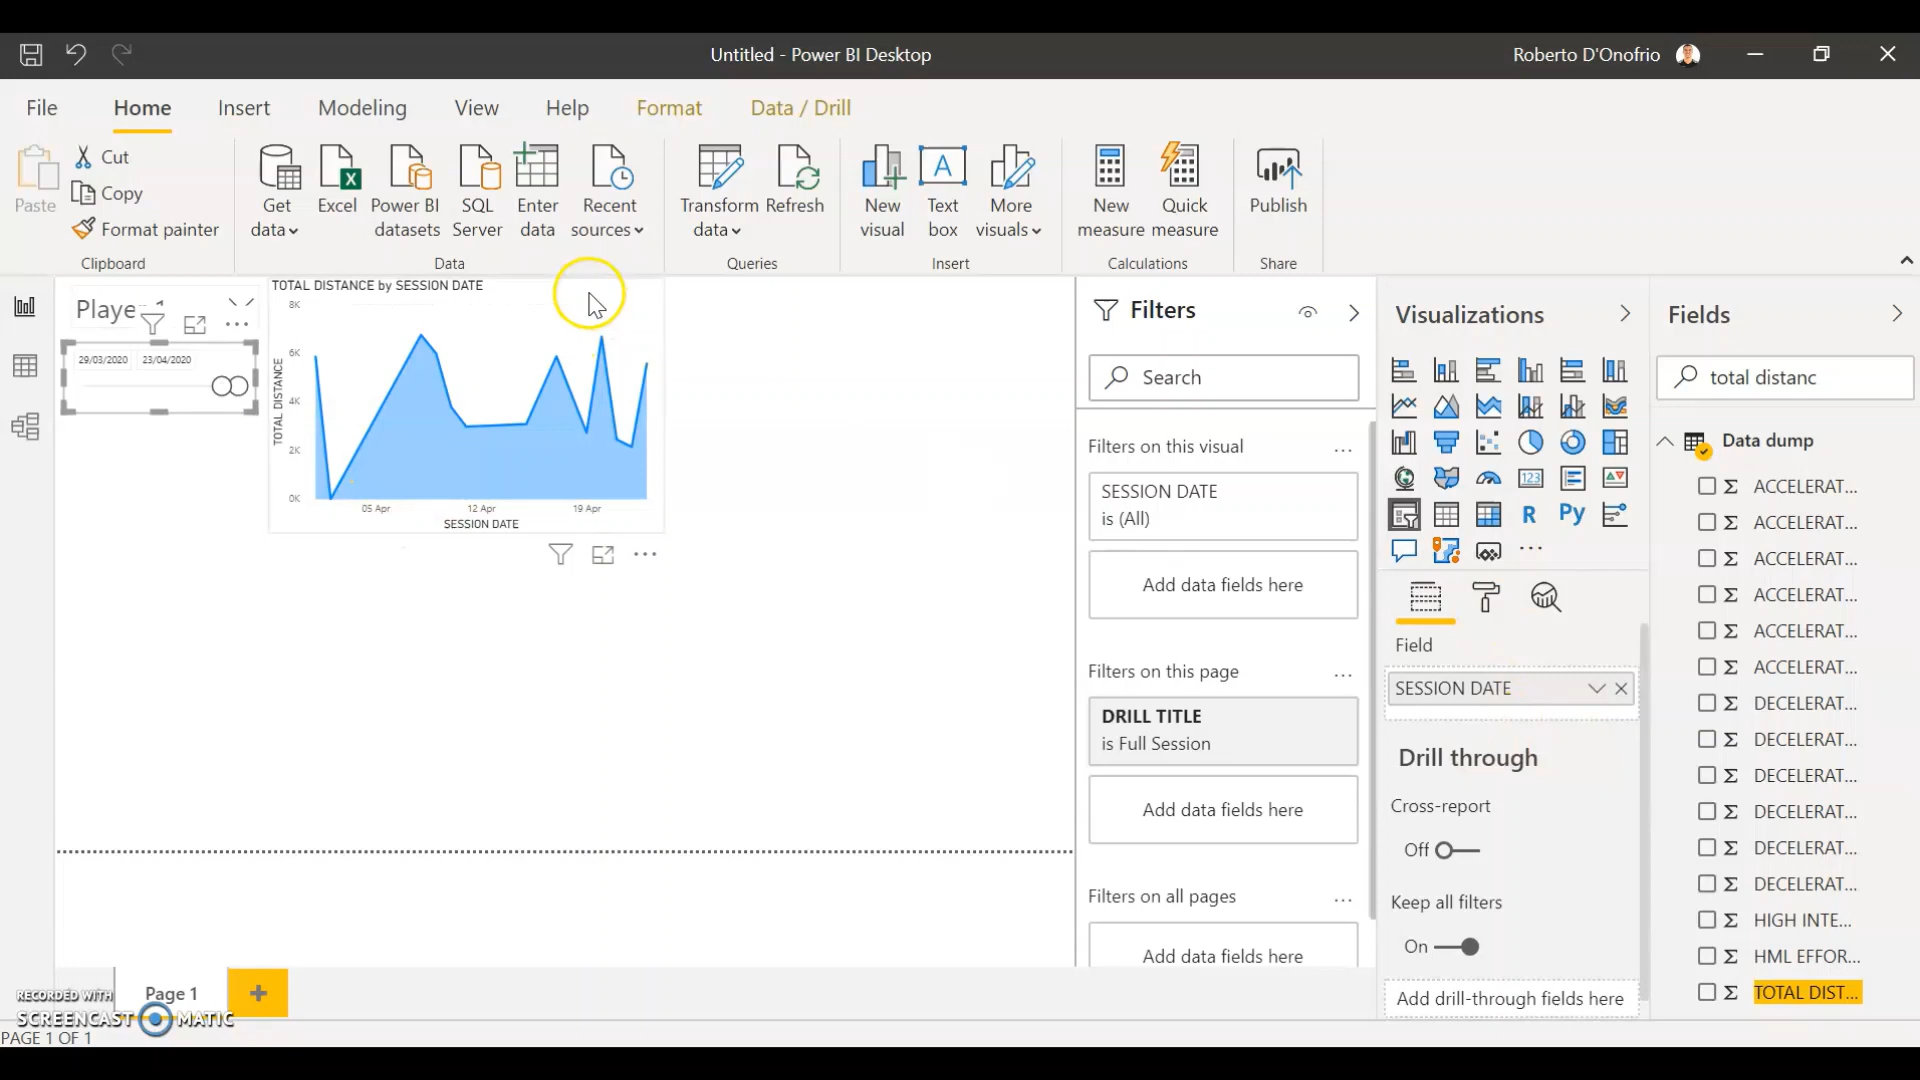 Untitled - Power BI Desktop
Roberto D'Onofrio
File Home Insert Modeling View Help Format Data / Drill
Paste
Cut
Copy
Format painter
Clipboard
Get data
Excel
Power BI datasets
SQL Server
Enter data
Recent sources
Data
Transform data
Refresh
Queries
New visual
Text box
More visuals
Insert
New measure
Quick measure
Calculations
Publish
Share
29/03/2020 23/04/2020
TOTAL DISTANCE by SESSION DATE
TOTAL DISTANCE
8K
6K
4K
2K
0K
05 Apr 12 Apr 19 Apr
SESSION DATE
Filters
Search
Filters on this visual ...
SESSION DATE
is (All)
Add data fields here
Filters on this page ...
DRILL TITLE
is Full Session
Add data fields here
Filters on all pages ...
Add data fields here
Visualizations
123
R Py
...
Field
SESSION DATE
Drill through
Cross-report
Off
Keep all filters
On
Add drill-through fields here
Fields
total distanc
Data dump
Σ ACCELERAT...
Σ ACCELERAT...
Σ ACCELERAT...
Σ ACCELERAT...
Σ ACCELERAT...
Σ ACCELERAT...
Σ DECELERAT...
Σ DECELERAT...
Σ DECELERAT...
Σ DECELERAT...
Σ DECELERAT...
Σ DECELERAT...
Σ HIGH INTE...
Σ HML EFFOR...
Σ TOTAL DIST...
Page 1
+
RECORDED WITH
SCREENCAST MATIC
PAGE 1 OF 1